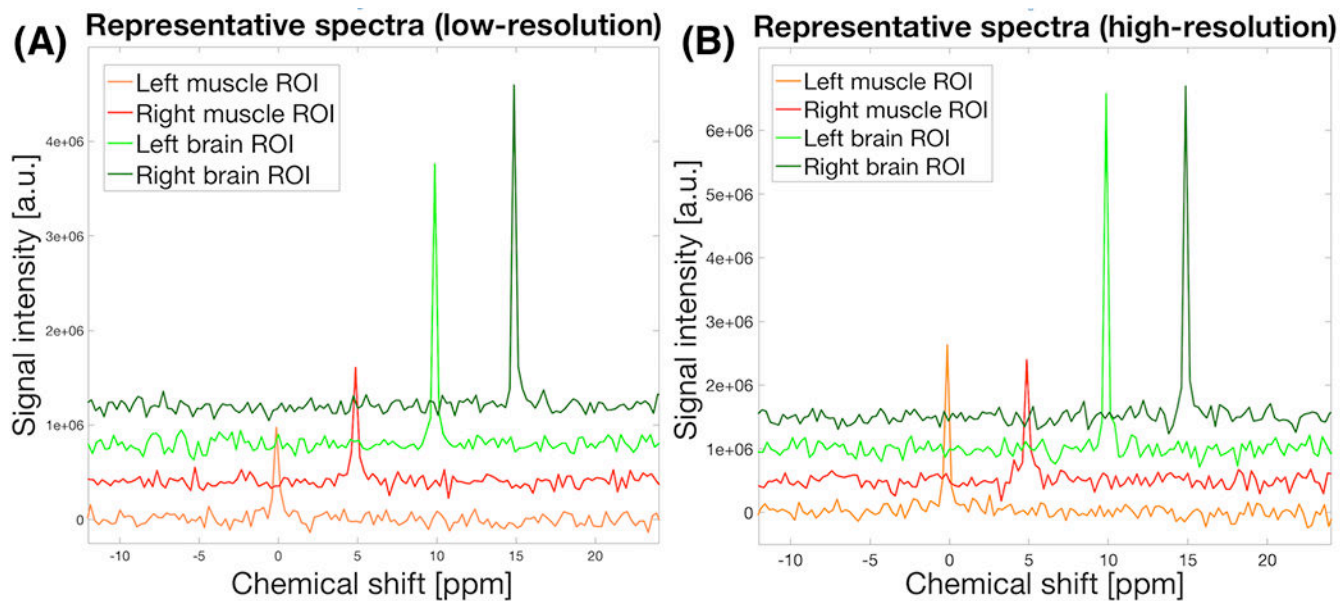 (A)
Representative spectra (low-resolution)
Left muscle ROI
Right muscle ROI
Left brain ROI
Right brain ROI
4e+06
3e+06
2e+06
1e+06
0
Signal intensity [a.u.]
-10 -5 0 5 10 15 20
Chemical shift [ppm]
(B)
Representative spectra (high-resolution)
Left muscle ROI
Right muscle ROI
Left brain ROI
Right brain ROI
6e+06
5e+06
4e+06
3e+06
2e+06
1e+06
0
Signal intensity [a.u.]
-10 -5 0 5 10 15 20
Chemical shift [ppm]